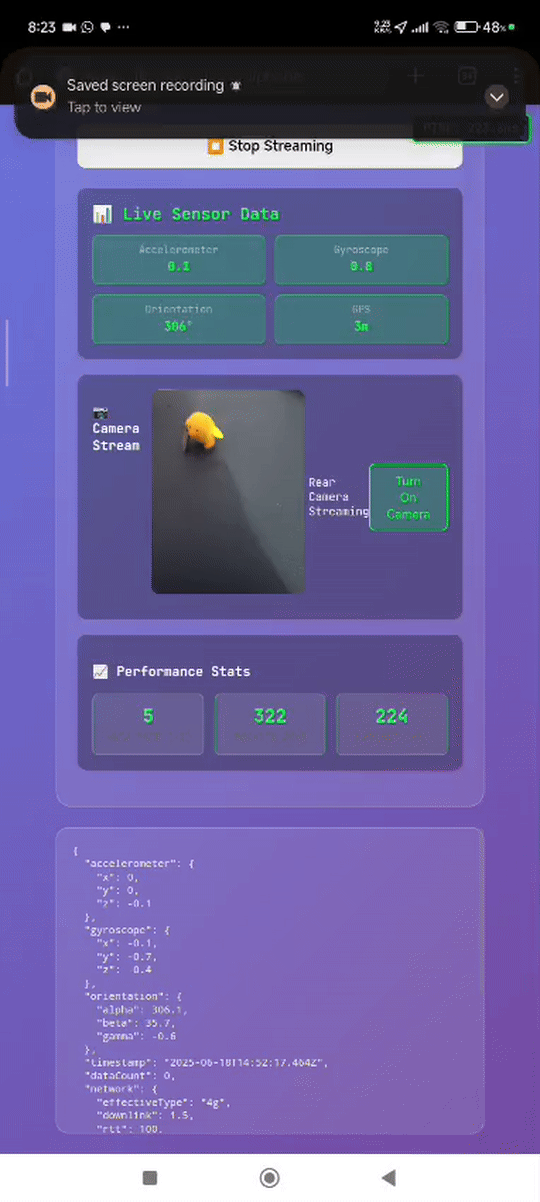 8:23
9.23
KB/s
48%
Saved screen recording
Tap to view
Stop Streaming
Live Sensor Data
Accelerometer
0.1
Gyroscope
0.8
Orientation
306°
GPS
3m
Camera
Stream
Rear
Camera
Streaming
Turn
On
Camera
Performance Stats
5
322
224
{
"accelerometer": {
"x": 0,
"y": 0,
"z": -0.1
},
"gyroscope": {
"x": -0.1,
"y": -0.7,
"z": 0.4
},
"orientation": {
"alpha": 306.1,
"beta": 35.7,
"gamma": -0.6
},
"timestamp": "2025-06-18T14:52:17.464Z",
"dataCount": 0,
"network": {
"effectiveType": "4g",
"downlink": 1.5,
"rtt": 100,